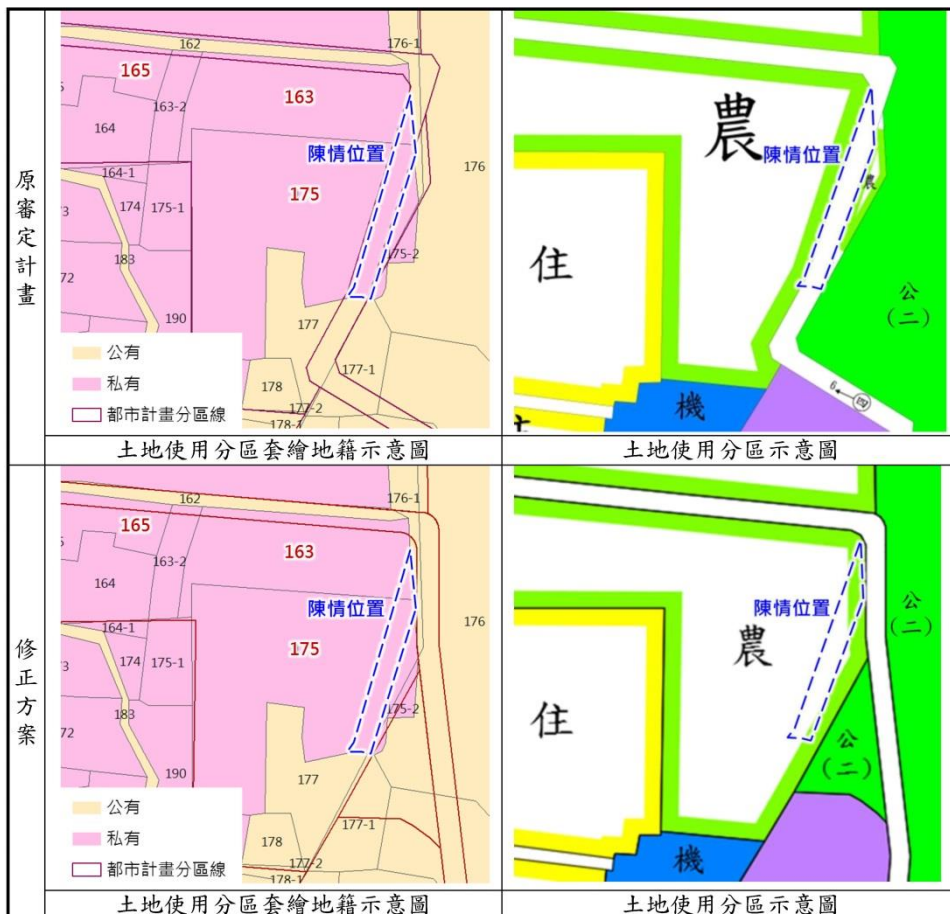 原審定計畫
162
176-1
165
163
163-2
164
陳情位置
176
164-1
174
175-1
175
73
183
175-2
72
190
177
公有
私有
都市計畫分區線
178
177-1
177-2
178-1
土地使用分區套繪地籍示意圖
農
陳情位置
農
住
公
(二)
機
6
四
土地使用分區示意圖
修正方案
162
176-1
165
163
163-2
164
陳情位置
176
164-1
174
175-1
175
73
183
175-2
72
190
177
公有
私有
都市計畫分區線
178
177-1
177-2
178-1
土地使用分區套繪地籍示意圖
公
(二)
陳情位置
農
住
公
(二)
機
土地使用分區示意圖